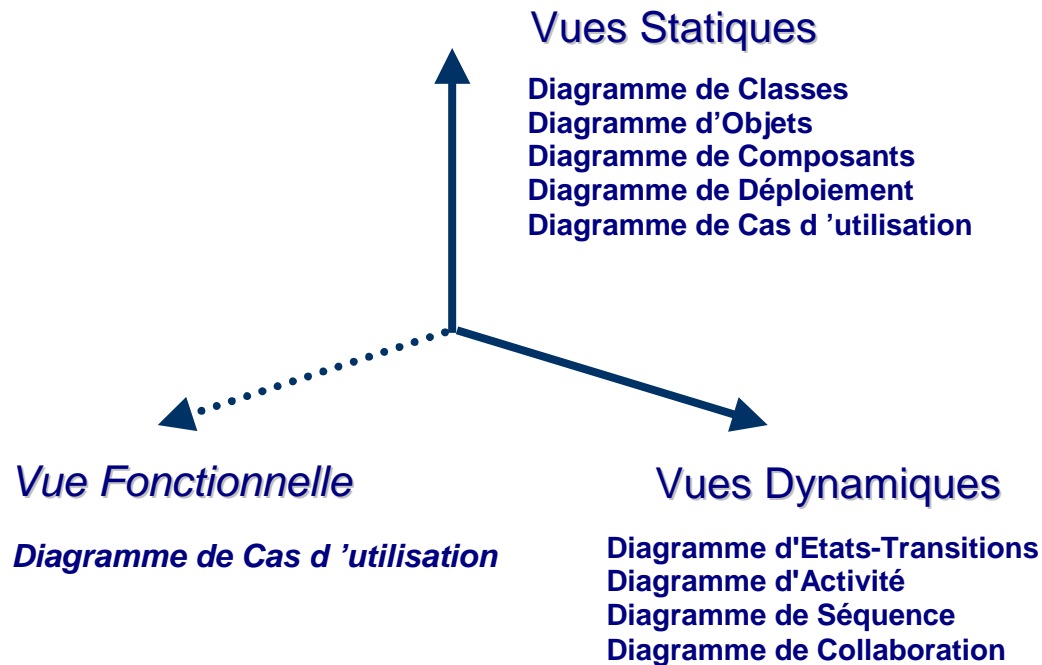 Vues Statiques
Diagramme de Classes
Diagramme d’Objets
Diagramme de Composants
Diagramme de Déploiement
Diagramme de Cas d ’utilisation
Vue Fonctionnelle
Diagramme de Cas d ’utilisation
Vues Dynamiques
Diagramme d'Etats-Transitions
Diagramme d'Activité
Diagramme de Séquence
Diagramme de Collaboration